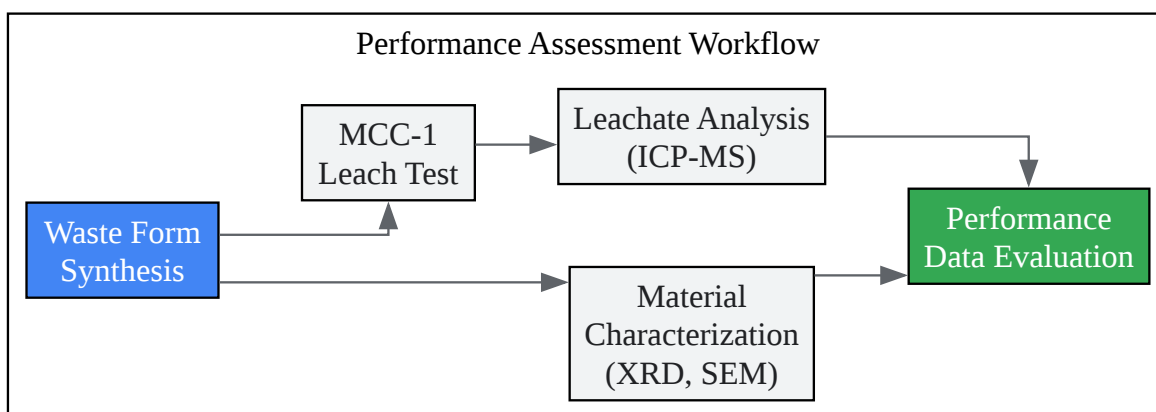 Performance Assessment Workflow
MCC-1
Leach Test
Leachate Analysis
(ICP-MS)
Waste Form
Synthesis
Performance
Data Evaluation
Material
Characterization
(XRD, SEM)